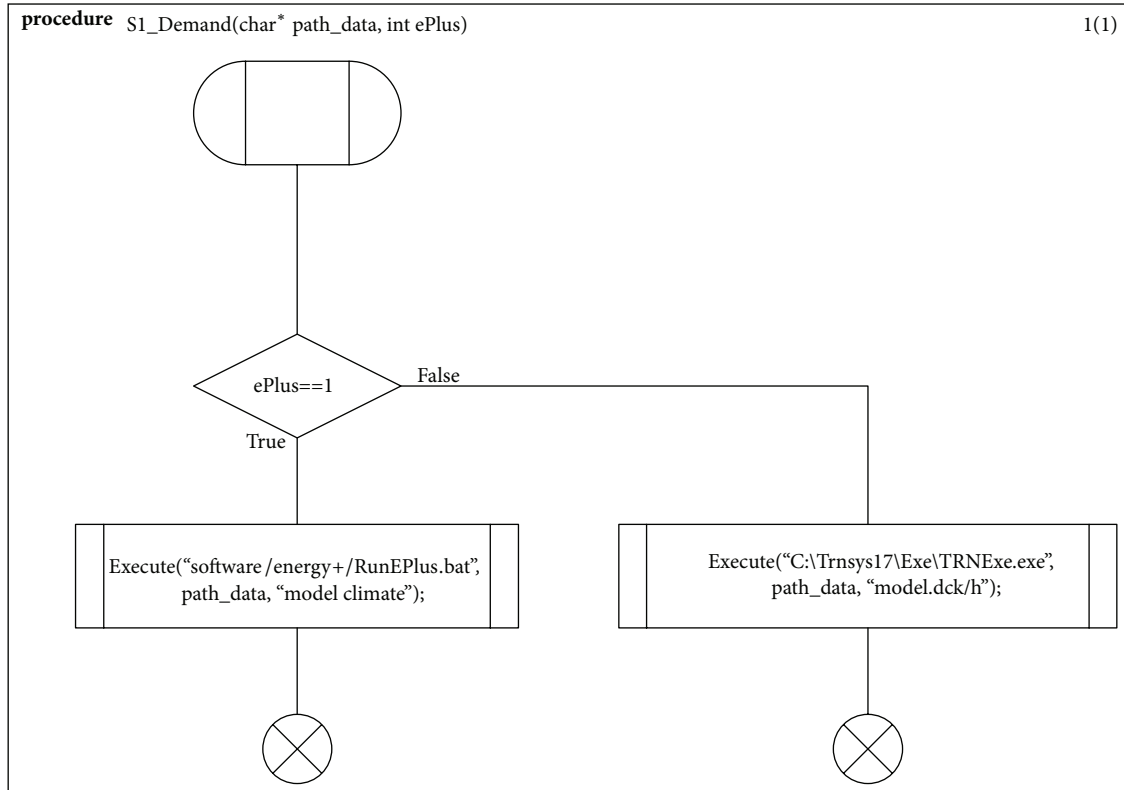 procedure S1_Demand(char* path_data, int ePlus)
1(1)
ePlus==1
False
True
Execute(“software/energy+/RunEPlus.bat”,
path_data, “model climate”);
Execute(“C:\Trnsys17\Exe\TRNExe.exe”,
path_data, “model.dck/h”);